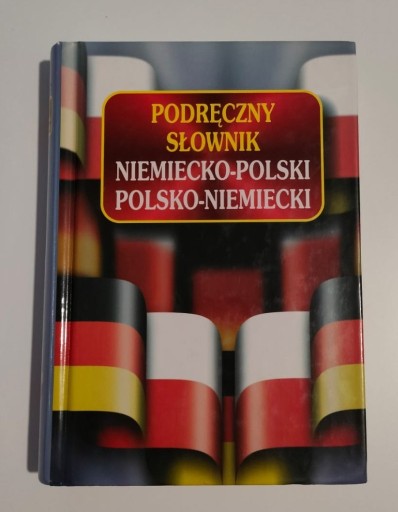 PODRĘCZNY
SŁOWNIK
NIEMIECKO-POLSKI
POLSKO-NIEMIECKI